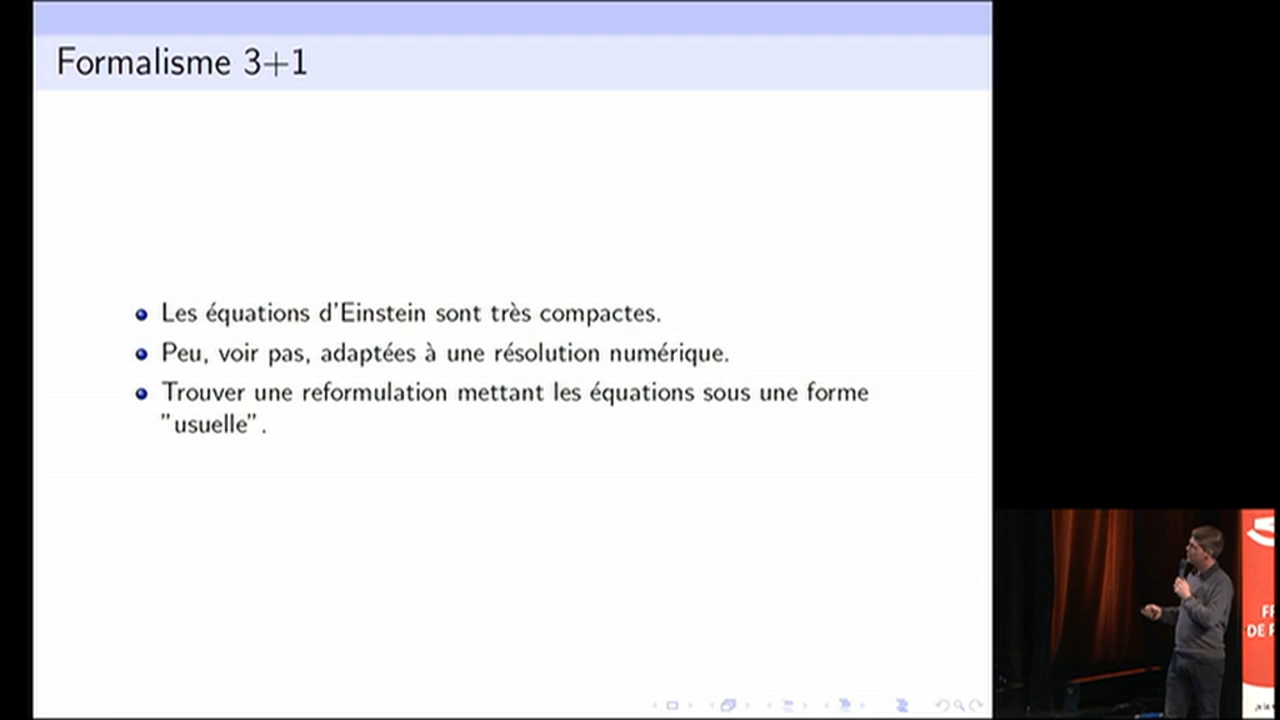 Formalisme 3+1
Les équations d'Einstein sont très compactes.
Peu, voir pas, adaptées à une résolution numérique.
Trouver une reformulation mettant les équations sous une forme
"usuelle".
DE